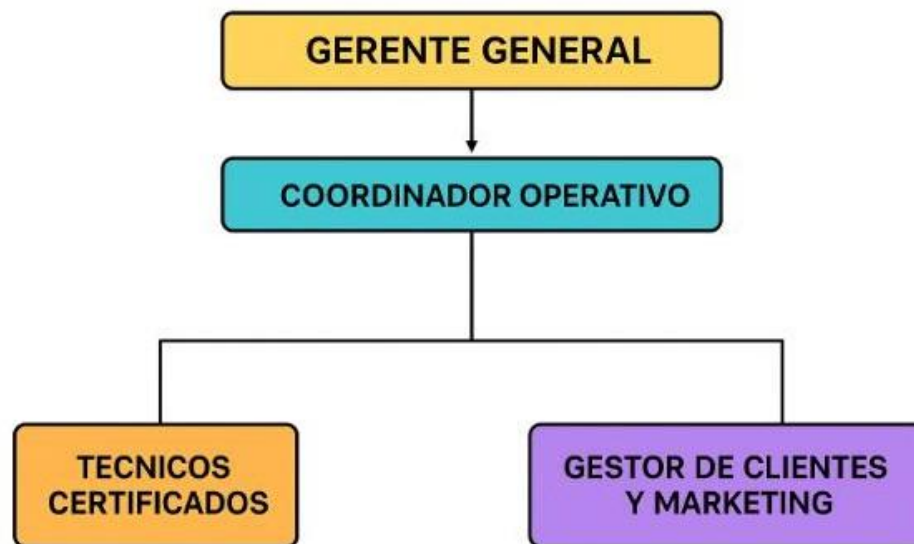 GERENTE GENERAL
COORDINADOR OPERATIVO
TECNICOS
CERTIFICADOS
GESTOR DE CLIENTES
Y MARKETING